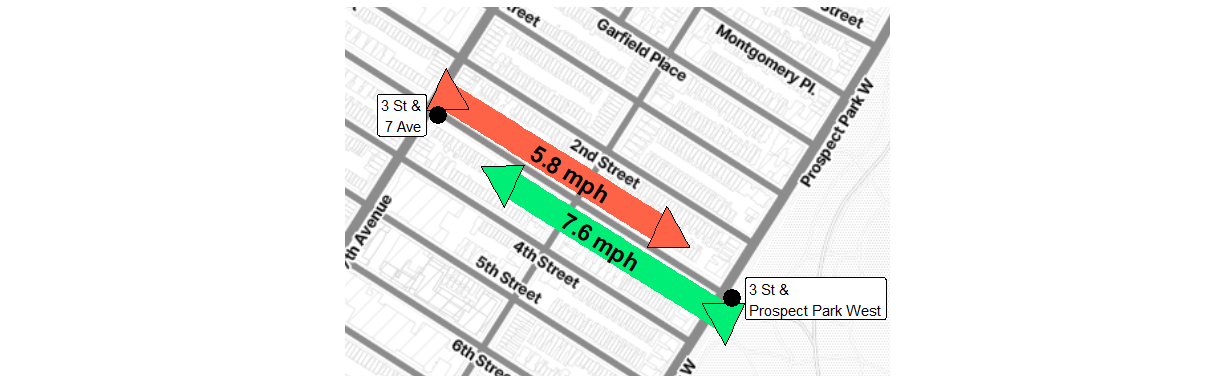 Street
Street
Garfield Place
Montgomery Pl.
Prospect Park W
3 St &
7 Ave
2nd Street
5.8 mph
7.6 mph
7th Avenue
4th Street
5th Street
3 St &
Prospect Park West
6th Stree
W